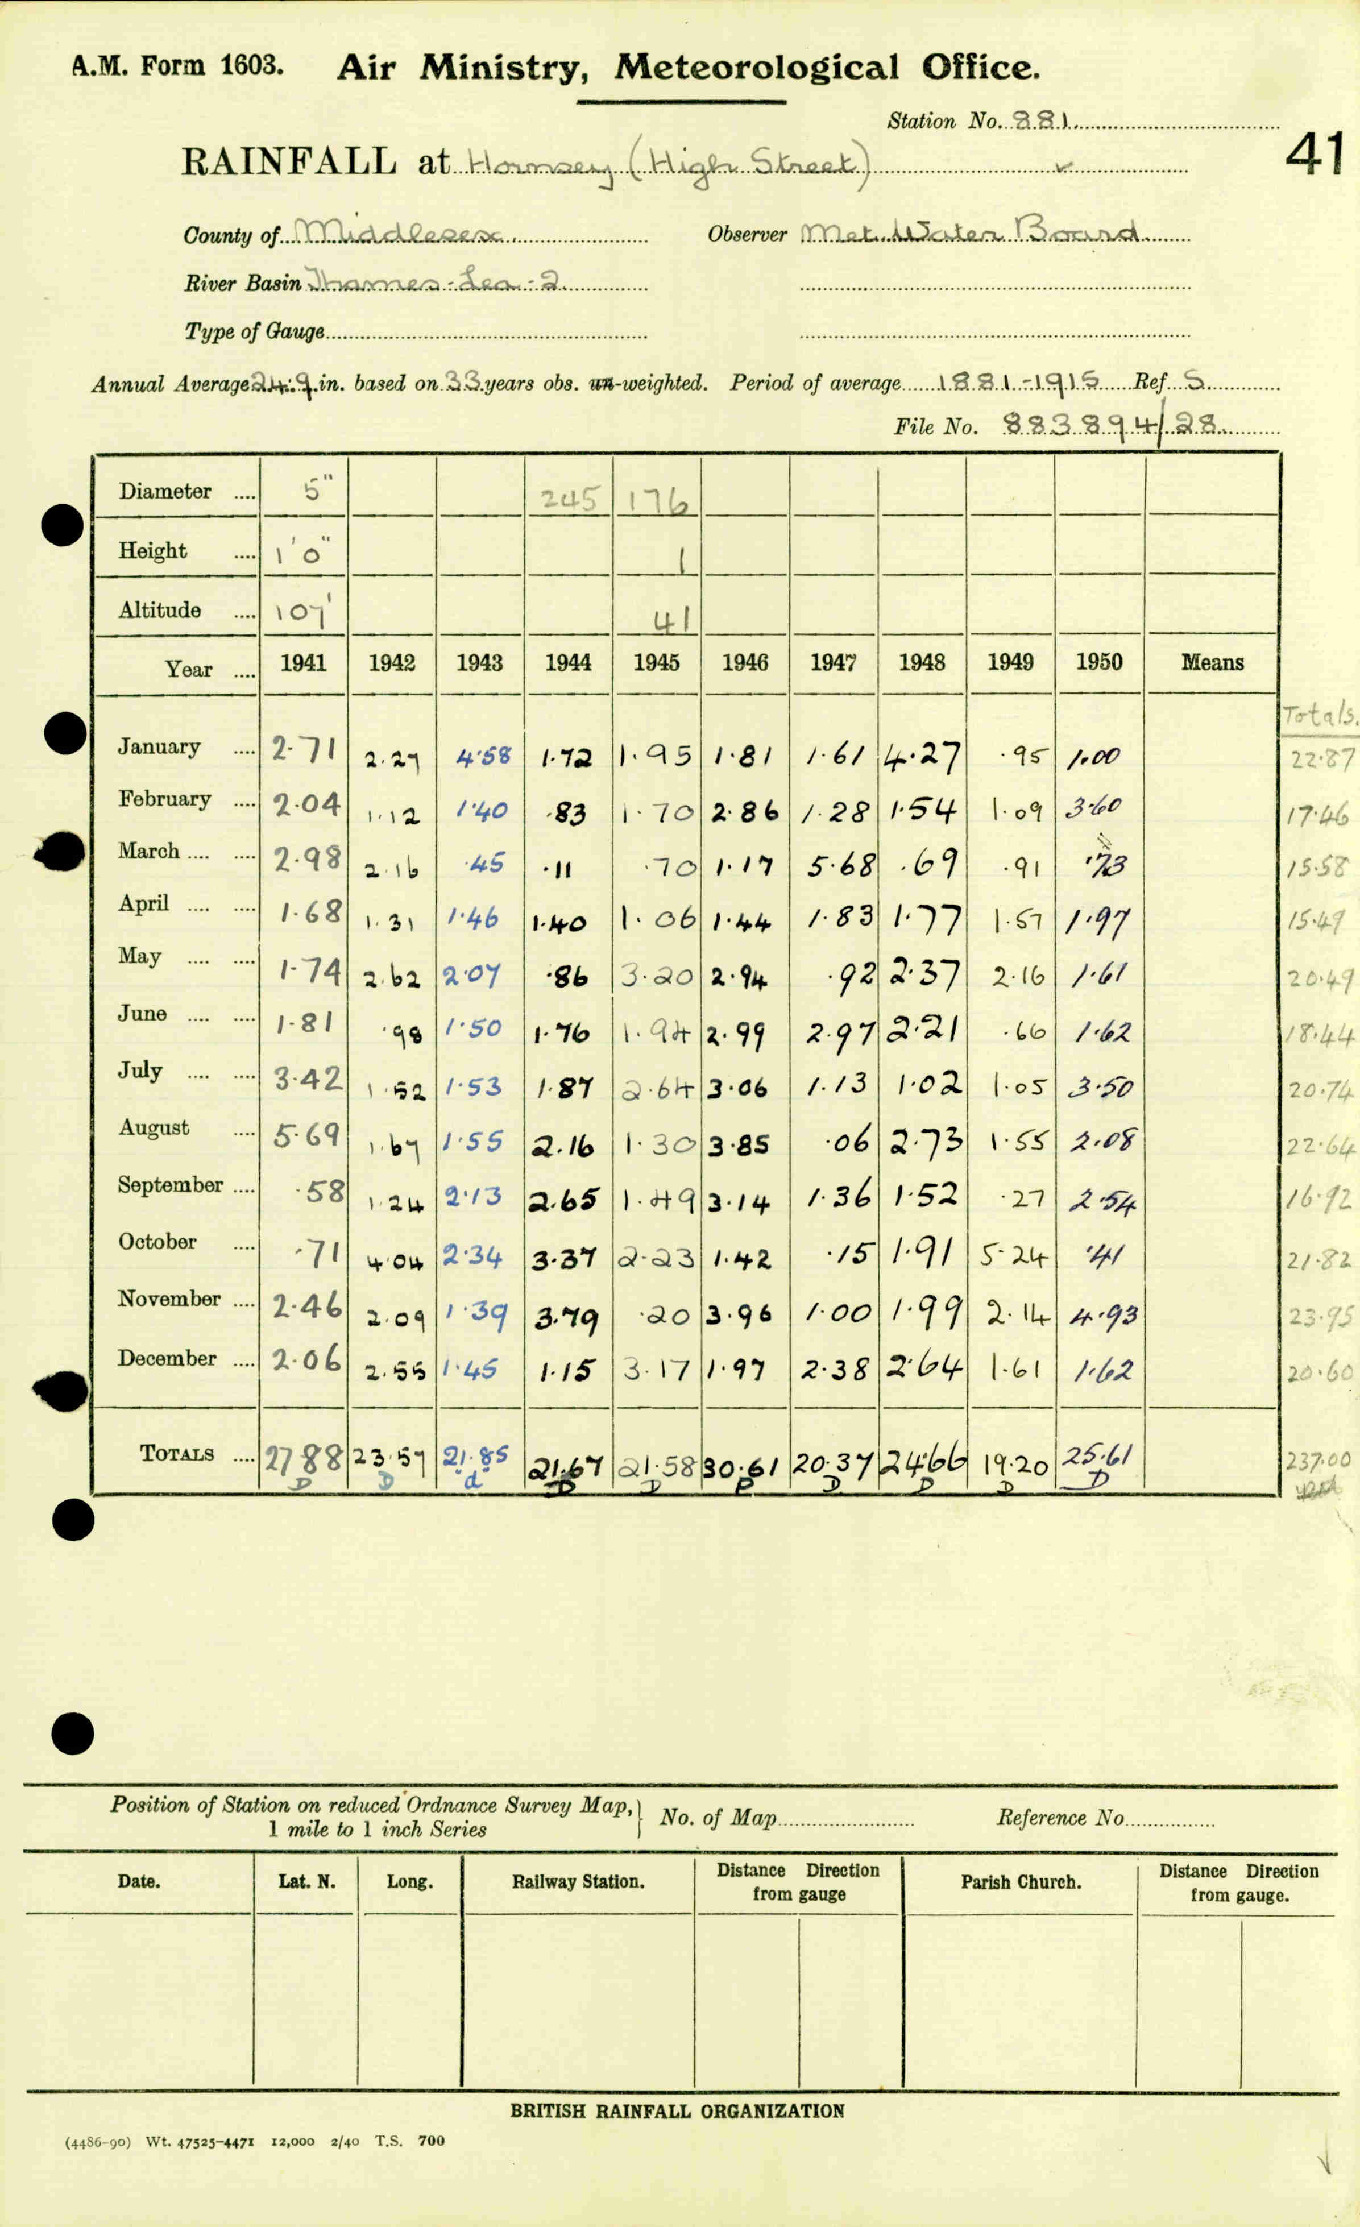 A.M. Form 1603. Air Ministry, Meteorological Office.
Station No. 881
41
RAINFALL at Hornsey (High Street) ✓
County of Middlesex. Observer Met. Water Board
River Basin Thames-Lea-2
Type of Gauge
Annual Average 24.9 in. based on 33 years obs. un-weighted. Period of average 1881-1915 Ref. S
File No. 883894/28
Diameter .... 5" 245 176
Height .... 1'0" 1
Altitude .... 107' 41
Year .... 1941 1942 1943 1944 1945 1946 1947 1948 1949 1950 Means
Totals.
January .... 2.71 2.27 4.58 1.72 1.95 1.81 1.61 4.27 .95 1.00 22.87
February .... 2.04 1.12 1.40 .83 1.70 2.86 1.28 1.54 1.09 3.60 17.46
March .... .... 2.98 2.16 .45 .11 .70 1.17 5.68 .69 .91 .73 15.58
April .... .... 1.68 1.31 1.46 1.40 1.06 1.44 1.83 1.77 1.57 1.97 15.49
May .... .... 1.74 2.62 2.07 .86 3.20 2.94 .92 2.37 2.16 1.61 20.49
June .... .... 1.81 .98 1.50 1.76 1.94 2.99 2.97 2.21 .66 1.62 18.44
July .... .... 3.42 1.52 1.53 1.87 2.64 3.06 1.13 1.02 1.05 3.50 20.74
August .... 5.69 1.67 1.55 2.16 1.30 3.85 .06 2.73 1.55 2.08 22.64
September .... .58 1.24 2.13 2.65 1.49 3.14 1.36 1.52 .27 2.54 16.92
October .... .71 4.04 2.34 3.37 2.23 1.42 .15 1.91 5.24 .41 21.82
November .... 2.46 2.09 1.39 3.79 .20 3.96 1.00 1.99 2.14 4.93 23.95
December .... 2.06 2.55 1.45 1.15 3.17 1.97 2.38 2.64 1.61 1.62 20.60
TOTALS .... 27.88 23.57 21.85 21.67 21.58 30.61 20.37 24.66 19.20 25.61 237.00
D D "d" D D D D D D D
Position of Station on reduced Ordnance Survey Map, } No. of Map Reference No.
1 mile to 1 inch Series
Date. Lat. N. Long. Railway Station. Distance Direction from gauge Parish Church. Distance Direction from gauge.
BRITISH RAINFALL ORGANIZATION
(4486-90) Wt. 47525-4471 12,000 2/40 T.S. 700